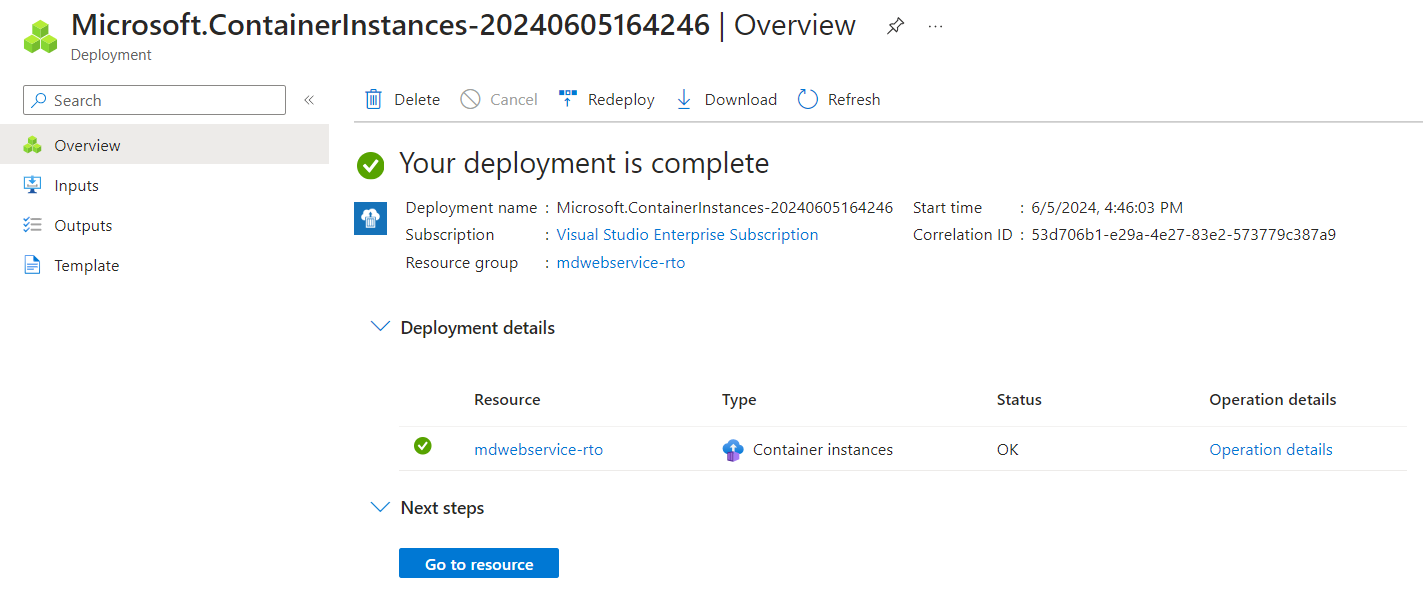 Microsoft.ContainerInstances-20240605164246 | Overview ...
Deployment
Search «
Overview
Inputs
Outputs
Template
Delete Cancel Redeploy Download Refresh
Your deployment is complete
Deployment name : Microsoft.ContainerInstances-20240605164246 Start time : 6/5/2024, 4:46:03 PM
Subscription : Visual Studio Enterprise Subscription Correlation ID : 53d706b1-e29a-4e27-83e2-573779c387a9
Resource group : mdwebservice-rto
Deployment details
Resource Type Status Operation details
mdwebservice-rto Container instances OK Operation details
Next steps
Go to resource